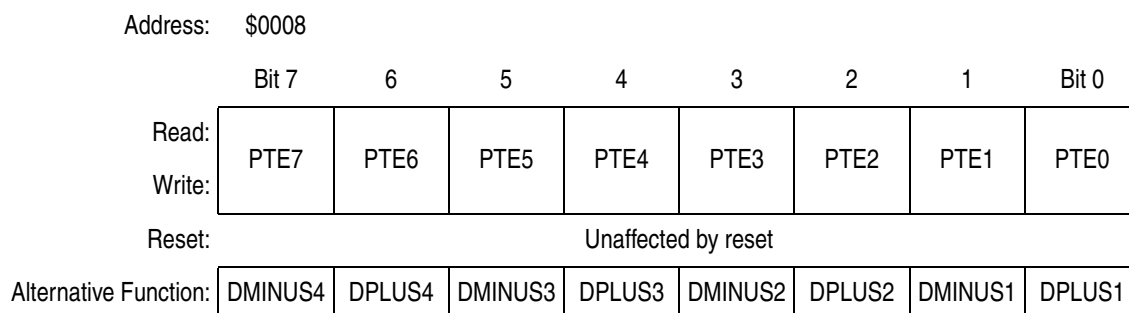 Address: $0008
Bit 7 6 5 4 3 2 1 Bit 0
Read:
PTE7 PTE6 PTE5 PTE4 PTE3 PTE2 PTE1 PTE0
Write:
Reset: Unaffected by reset
Alternative Function: DMINUS4 DPLUS4 DMINUS3 DPLUS3 DMINUS2 DPLUS2 DMINUS1 DPLUS1